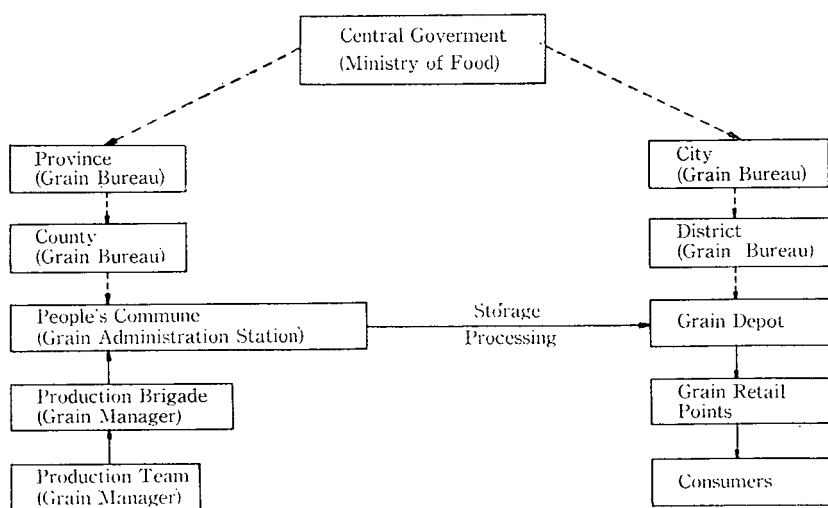 Central Goverment
(Ministry of Food)
Province
(Grain Bureau)
City
(Grain Bureau)
County
(Grain Bureau)
District
(Grain Bureau)
People's Commune
(Grain Administration Station)
Storage
Processing
Grain Depot
Production Brigade
(Grain Manager)
Grain Retail
Points
Production Team
(Grain Manager)
Consumers